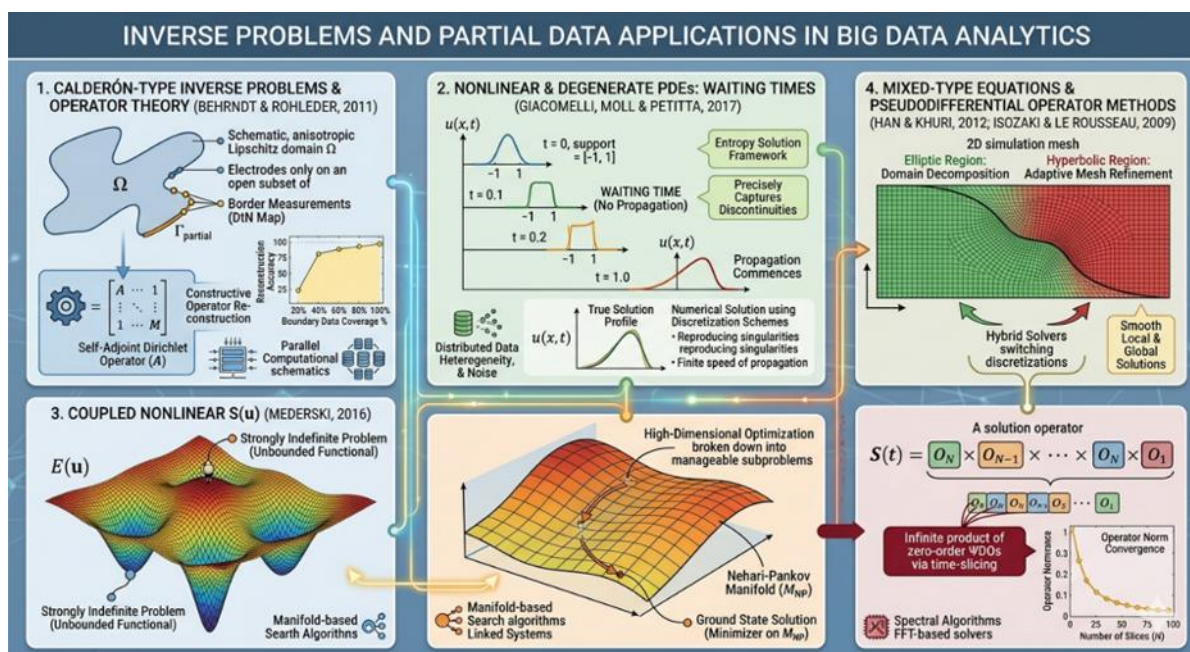 INVERSE PROBLEMS AND PARTIAL DATA APPLICATIONS IN BIG DATA ANALYTICS
1. CALDERÓN-TYPE INVERSE PROBLEMS &
OPERATOR THEORY (BEHRNDT & ROHLEDER, 2011)
Schematic, anisotropic
Lipschitz domain Ω
Electrodes only on an
open subset of
Border Measurements
(DtN Map)
Ω
Γpartial
Reconstruction
Accuracy
100
75
50
25
20% 40% 60% 80% 100%
Boundary Data Coverage %
= [A ⋯ 1
⋮ ⋱ ⋮
1 ⋯ M]
Constructive
Operator Re-
construction
Self-Adjoint Dirichlet
Operator (A)
Parallel
Computational
schematics
2. NONLINEAR & DEGENERATE PDEs: WAITING TIMES
(GIACOMELLI, MOLL & PETITTA, 2017)
u(x,t)
t = 0, support
= [-1, 1]
-1 1
t = 0.1
WAITING TIME
(No Propagation)
-1 1
t = 0.2
-1 1
t = 1.0
u(x,t)
Propagation
Commences
Entropy Solution
Framework
Precisely
Captures
Discontinuities
Distributed Data
Heterogeneity,
& Noise
True Solution
Profile
u(x,t)
Numerical Solution using
Discretization Schemes
• Reproducing singularities
reproducing singularities
• Finite speed of propagation
4. MIXED-TYPE EQUATIONS &
PSEUDODIFFERENTIAL OPERATOR METHODS
(HAN & KHURI, 2012; ISOZAKI & LE ROUSSEAU, 2009)
2D simulation mesh
Elliptic Region:
Domain Decomposition
Hyperbolic Region:
Adaptive Mesh Refinement
Hybrid Solvers
switching
discretizations
Smooth
Local &
Global
Solutions
3. COUPLED NONLINEAR S(u) (MEDERSKI, 2016)
E(u)
Strongly Indefinite Problem
(Unbounded Functional)
Strongly Indefinite Problem
(Unbounded Functional)
Manifold-based
Searth Algorithms
High-Dimensional Optimization
broken down into
manageable subproblems
Nehari-Pankov
Manifold (MNP)
Manifold-based
Search algorithms
Linked Systems
Ground State Solution
(Minimizer on MNP)
A solution operator
S(t) = ON × ON−1 × ⋯ × ON × O1
Infinite product of
zero-order ΨDOs
via time-slicing
Operator Norm
Convergence
1
0.1
0
0 25 50 75 100
Number of Slices (N)
Spectral Algorithms
FFT-based solvers